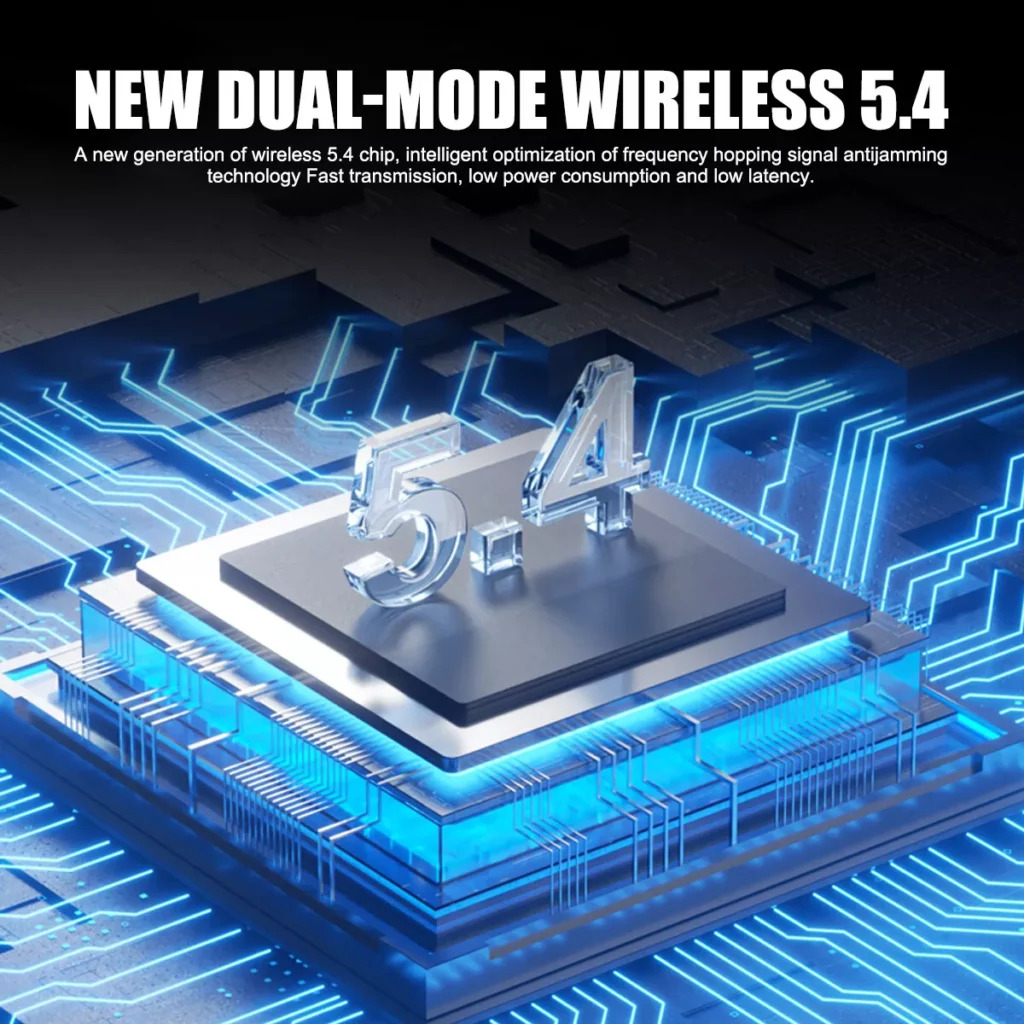 NEW DUAL-MODE WIRELESS 5.4
A new generation of wireless 5.4 chip, intelligent optimization of frequency hopping signal antijamming
technology Fast transmission, low power consumption and low latency.
5.4